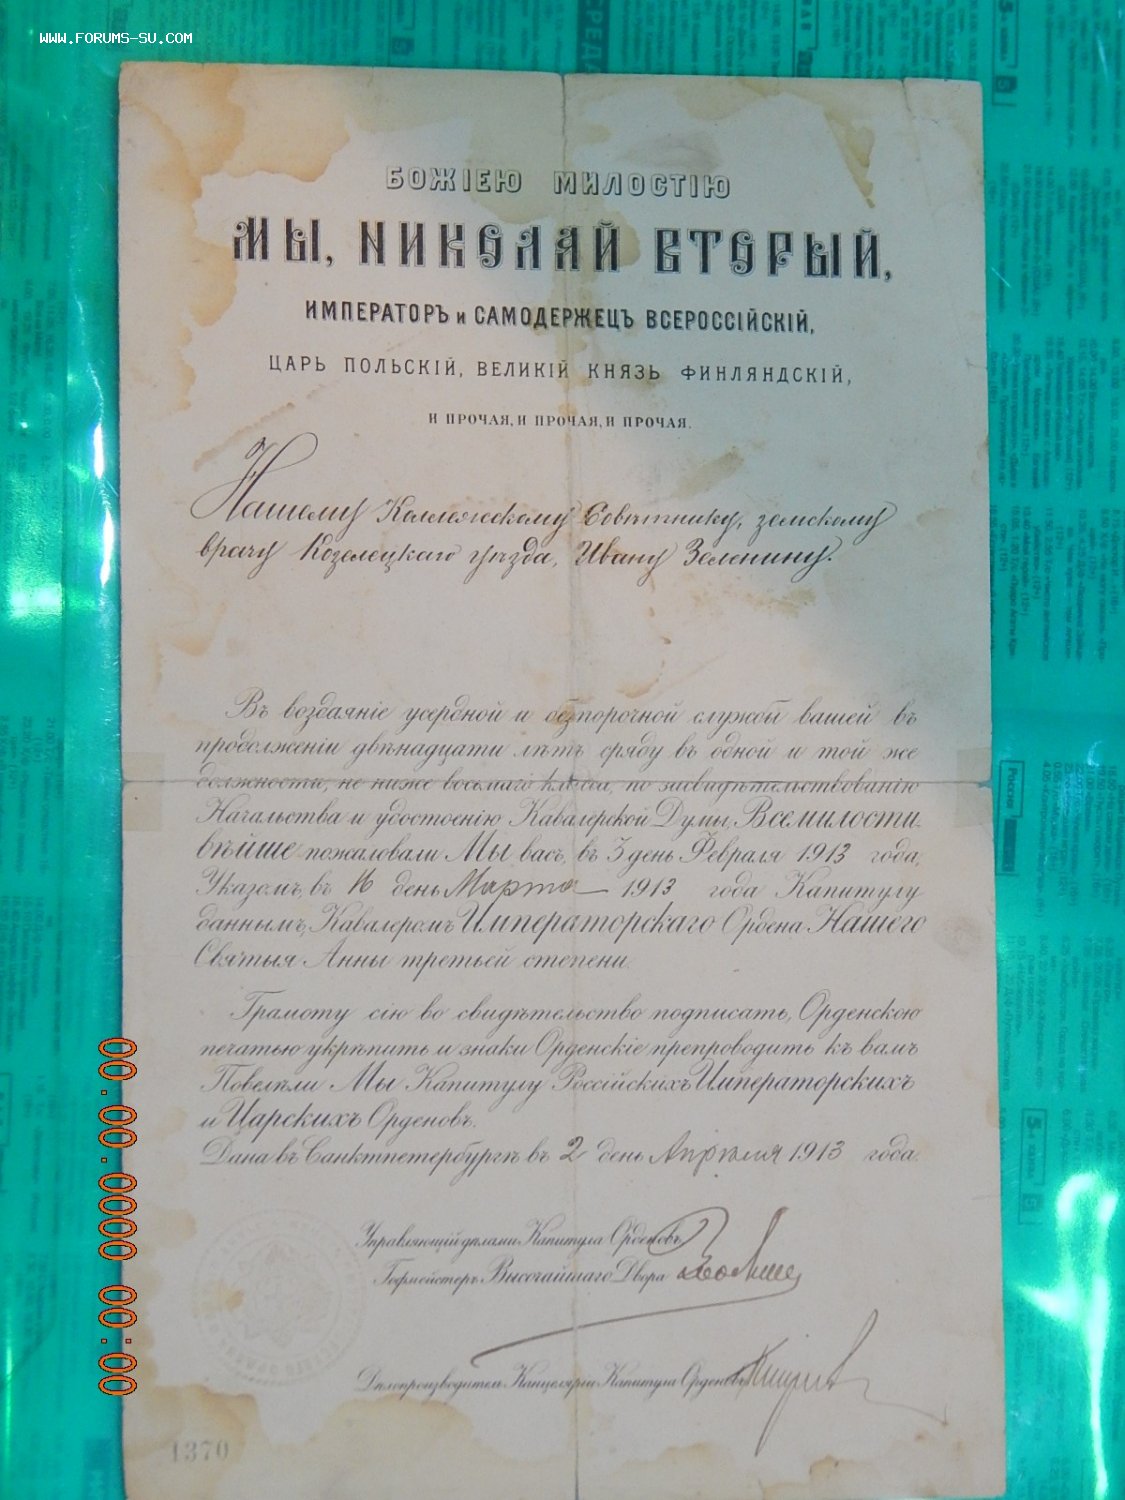 WWW.FORUMS-SU.COM
БОЖІЕЮ МИЛОСТІЮ
МЫ, НИКОЛАЙ ВТОРЫЙ,
ИМПЕРАТОРЪ и САМОДЕРЖЕЦЪ ВСЕРОССІЙСКІЙ,
ЦАРЬ ПОЛЬСКІЙ, ВЕЛИКІЙ КНЯЗЬ ФИНЛЯНДСКІЙ,
И ПРОЧАЯ, И ПРОЧАЯ, И ПРОЧАЯ.
Нашему Коллежскому Совѣтнику, земскому
врачу Козелецкаго уѣзда, Ивану Зеленину.
Въ воздаяніе усердной и безпорочной службы вашей въ
продолженіи двѣнадцати лѣтъ сряду въ одной и той же
должности, не ниже восьмаго класса, по засвидѣтельствованію
Начальства и удостоенію Кавалерской Думы, Всемилости-
вѣйше пожаловали Мы васъ, въ 3 день Февраля 1913 года,
Указомъ, въ 16 день Марта 1913 года Капитулу
даннымъ, Кавалеромъ Императорскаго Ордена Нашего
Святыя Анны третьей степени.
Грамоту сію во свидѣтельство подписать, Орденскою
печатью укрѣпить и знаки Орденскіе препроводить къ вамъ
Повелѣли Мы Капитулу Россійскихъ Императорскихъ
и Царскихъ Орденовъ.
Дана въ Санктпетербургѣ въ 2 день Апрѣля 1913 года.
Управляющій дѣлами Капитула Орденовъ,
Гофмейстеръ Высочайшаго Двора
Дѣлопроизводитель Канцеляріи Капитула Орденовъ
1370
00.00.0000 00:00